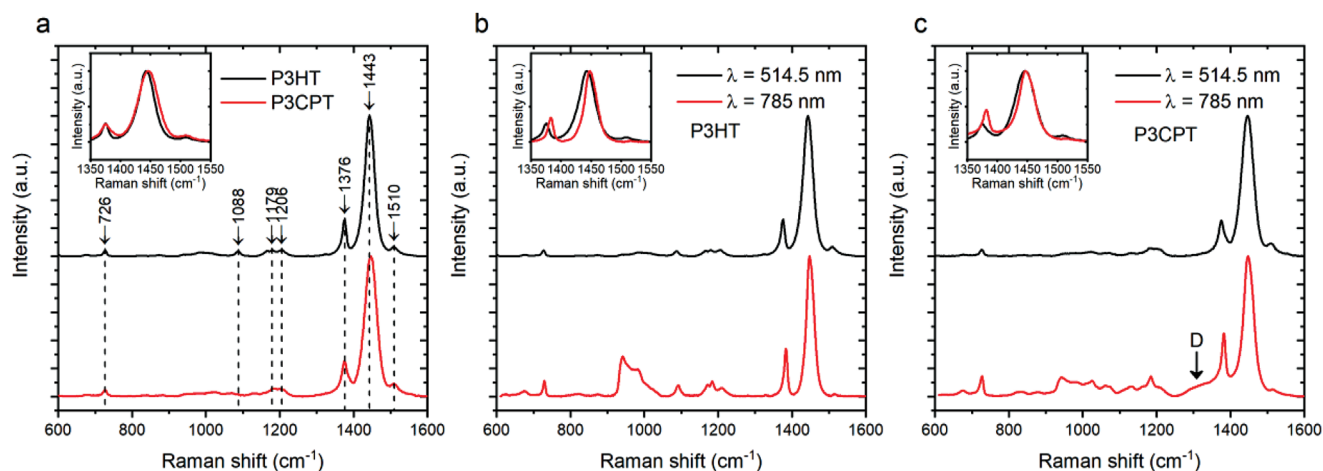 a
Intensity (a.u.)
Intensity (a.u.)
P3HT
P3CPT
1350 1400 1450 1500 1550
Raman shift (cm⁻¹)
726
1088
1179
1206
1376
1443
1510
600 800 1000 1200 1400 1600
Raman shift (cm⁻¹)
b
Intensity (a.u.)
Intensity (a.u.)
1350 1400 1450 1500 1550
Raman shift (cm⁻¹)
λ = 514.5 nm
λ = 785 nm
P3HT
600 800 1000 1200 1400 1600
Raman shift (cm⁻¹)
c
Intensity (a.u.)
Intensity (a.u.)
1350 1400 1450 1500 1550
Raman shift (cm⁻¹)
λ = 514.5 nm
λ = 785 nm
P3CPT
D
600 800 1000 1200 1400 1600
Raman shift (cm⁻¹)